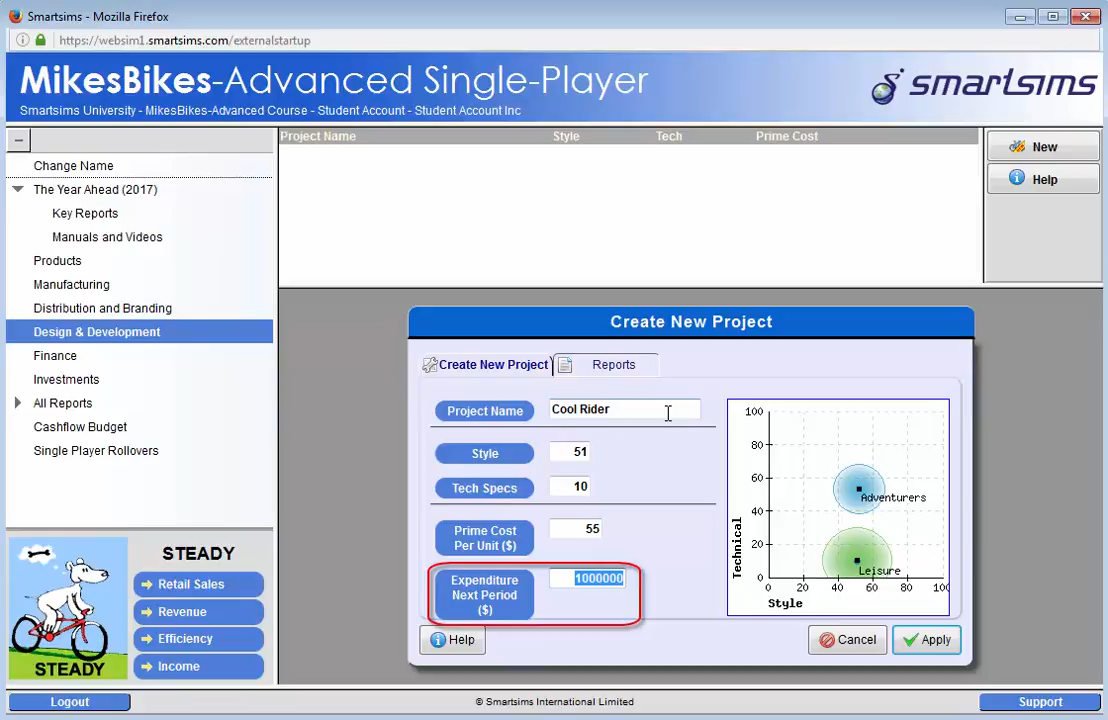 Smartsims - Mozilla Firefox
https://websim1.smartsims.com/externalstartup
MikesBikes-Advanced Single-Player
Smartsims University - MikesBikes-Advanced Course - Student Account - Student Account Inc
smartsims
Project Name Style Tech Prime Cost
New
Help
Change Name
The Year Ahead (2017)
Key Reports
Manuals and Videos
Products
Manufacturing
Distribution and Branding
Design & Development
Finance
Investments
All Reports
Cashflow Budget
Single Player Rollovers
Create New Project
Create New Project
Reports
Project Name
Cool Rider
Style
51
Tech Specs
10
Prime Cost
Per Unit ($)
55
Expenditure
Next Period
($)
1000000
100
80
60
40
20
0
0 20 40 60 80 100
Technical
Style
Adventurers
Leisure
Help
Cancel
Apply
STEADY
STEADY
Retail Sales
Revenue
Efficiency
Income
Logout
© Smartsims International Limited
Support